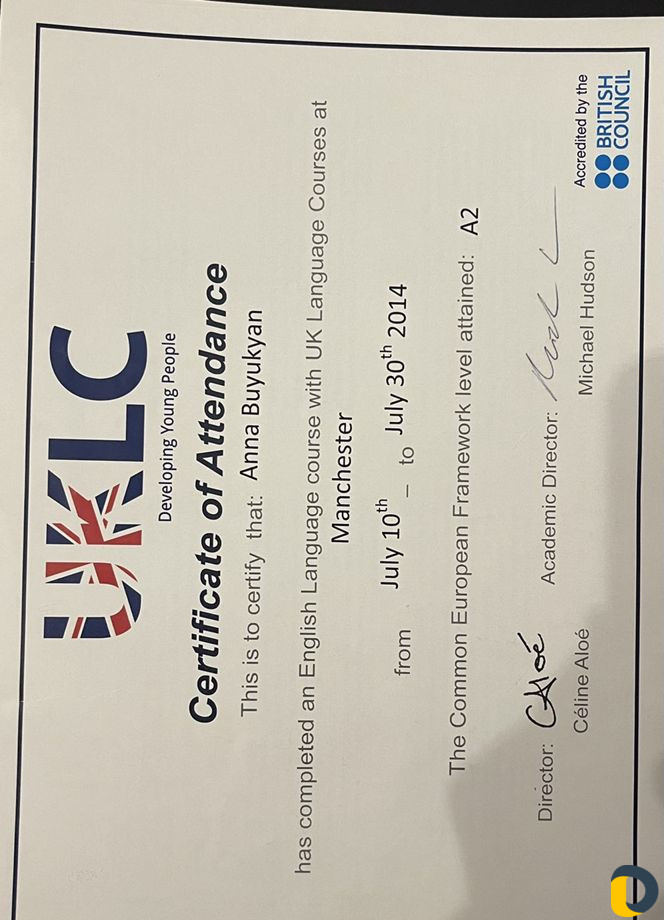 UKLC
Developing Young People
Certificate of Attendance
This is to certify that: Anna Buyukyan
has completed an English Language course with UK Language Courses at
Manchester
from July 10th – to July 30th 2014
The Common European Framework level attained: A2
Director: CAloé Academic Director:
Céline Aloé Michael Hudson
Accredited by the
BRITISH
COUNCIL